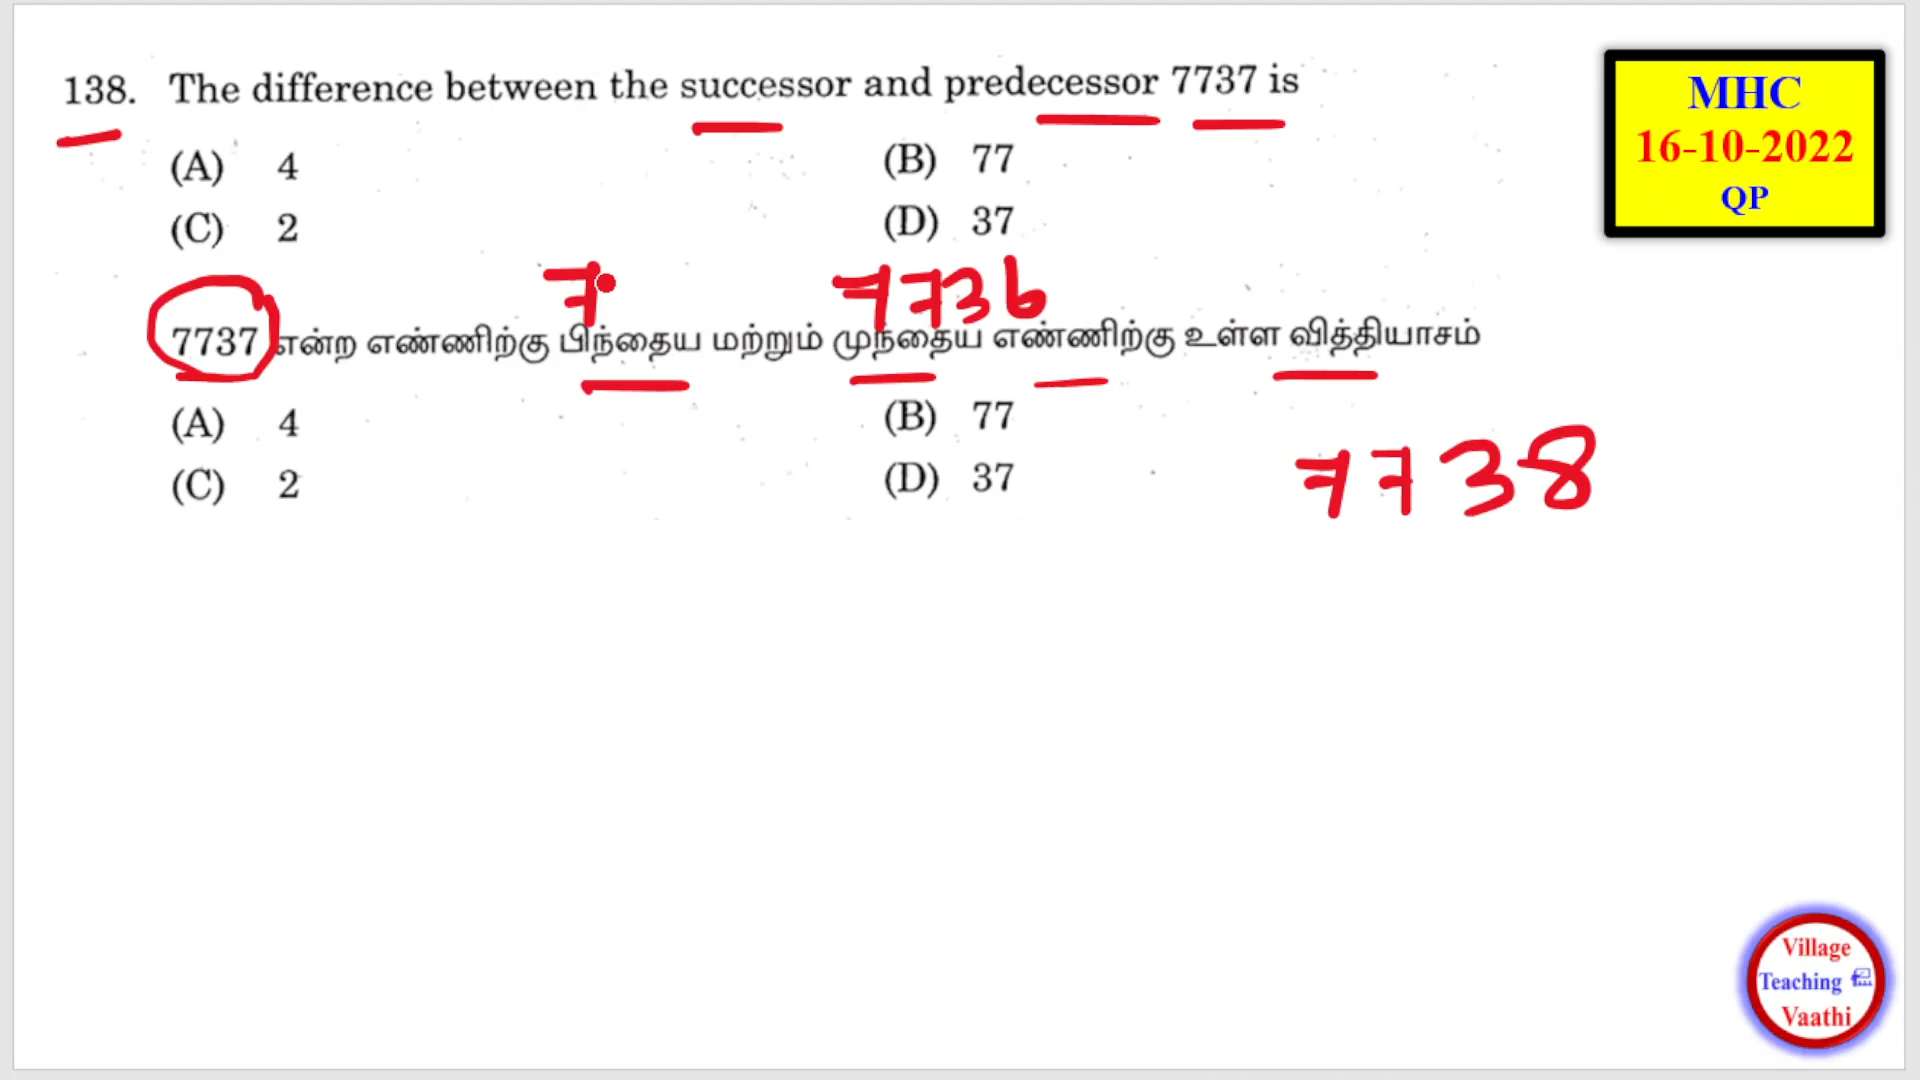 138. The difference between the successor and predecessor 7737 is
(A) 4 (B) 77
(C) 2 (D) 37
7 7736
7737 என்ற எண்ணிற்கு பிந்தைய மற்றும் முந்தைய எண்ணிற்கு உள்ள வித்தியாசம்
(A) 4 (B) 77
(C) 2 (D) 37
7738
MHC
16-10-2022
QP
Village
Teaching
Vaathi